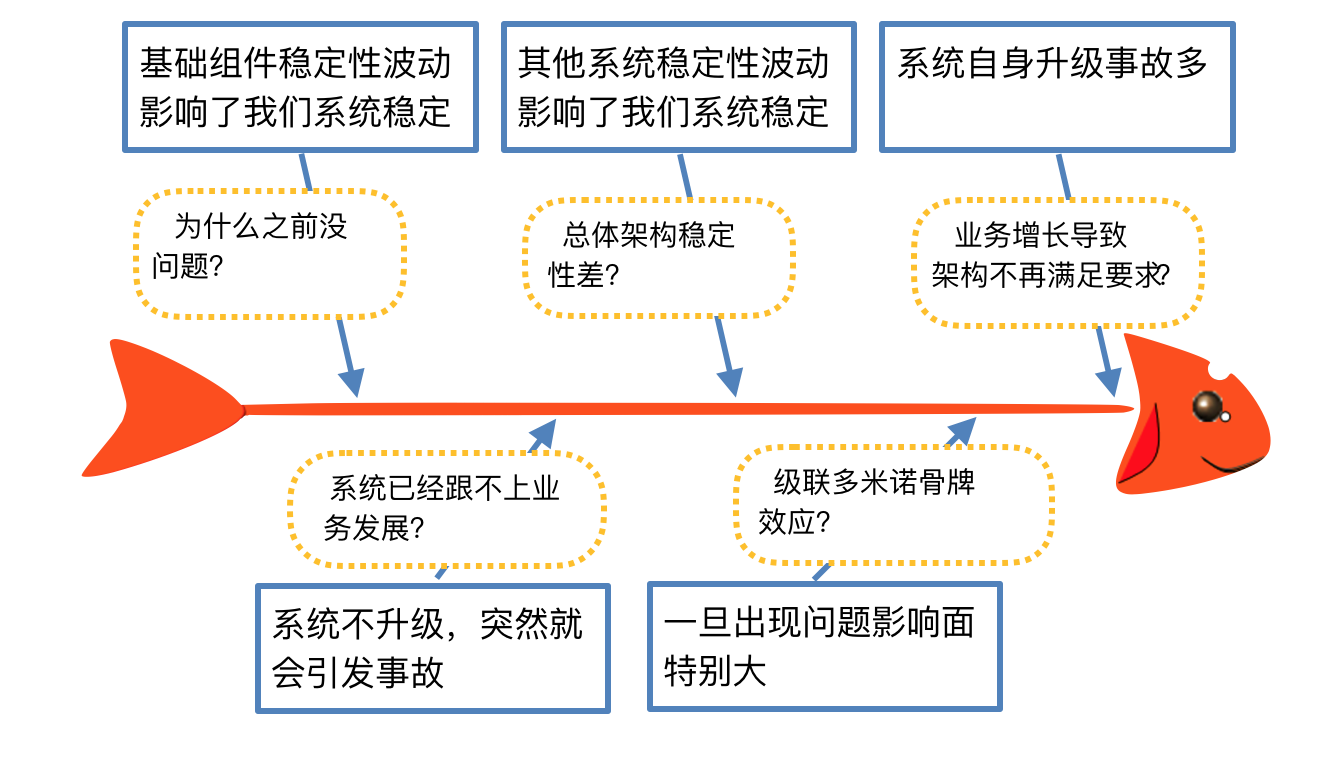 基础组件稳定性波动
影响了我们系统稳定
其他系统稳定性波动
影响了我们系统稳定
系统自身升级事故多
为什么之前没
问题?
总体架构稳定
性差?
业务增长导致
架构不再满足要求?
系统已经跟不上业
务发展?
级联多米诺骨牌
效应?
系统不升级，突然就
会引发事故
一旦出现问题影响面
特别大